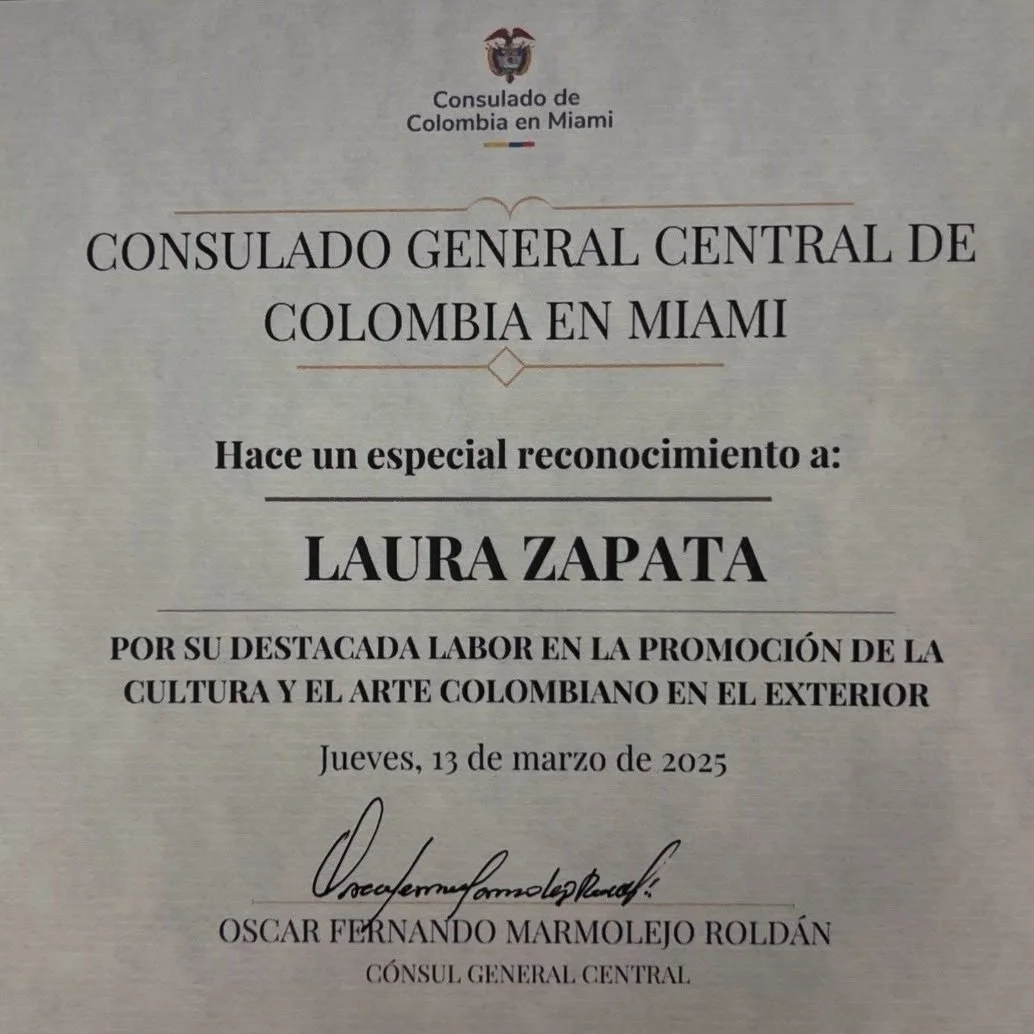 Consulado de
Colombia en Miami
CONSULADO GENERAL CENTRAL DE
COLOMBIA EN MIAMI
Hace un especial reconocimiento a:
LAURA ZAPATA
POR SU DESTACADA LABOR EN LA PROMOCIÓN DE LA
CULTURA Y EL ARTE COLOMBIANO EN EL EXTERIOR
Jueves, 13 de marzo de 2025
OSCAR FERNANDO MARMOLEJO ROLDÁN
CÓNSUL GENERAL CENTRAL